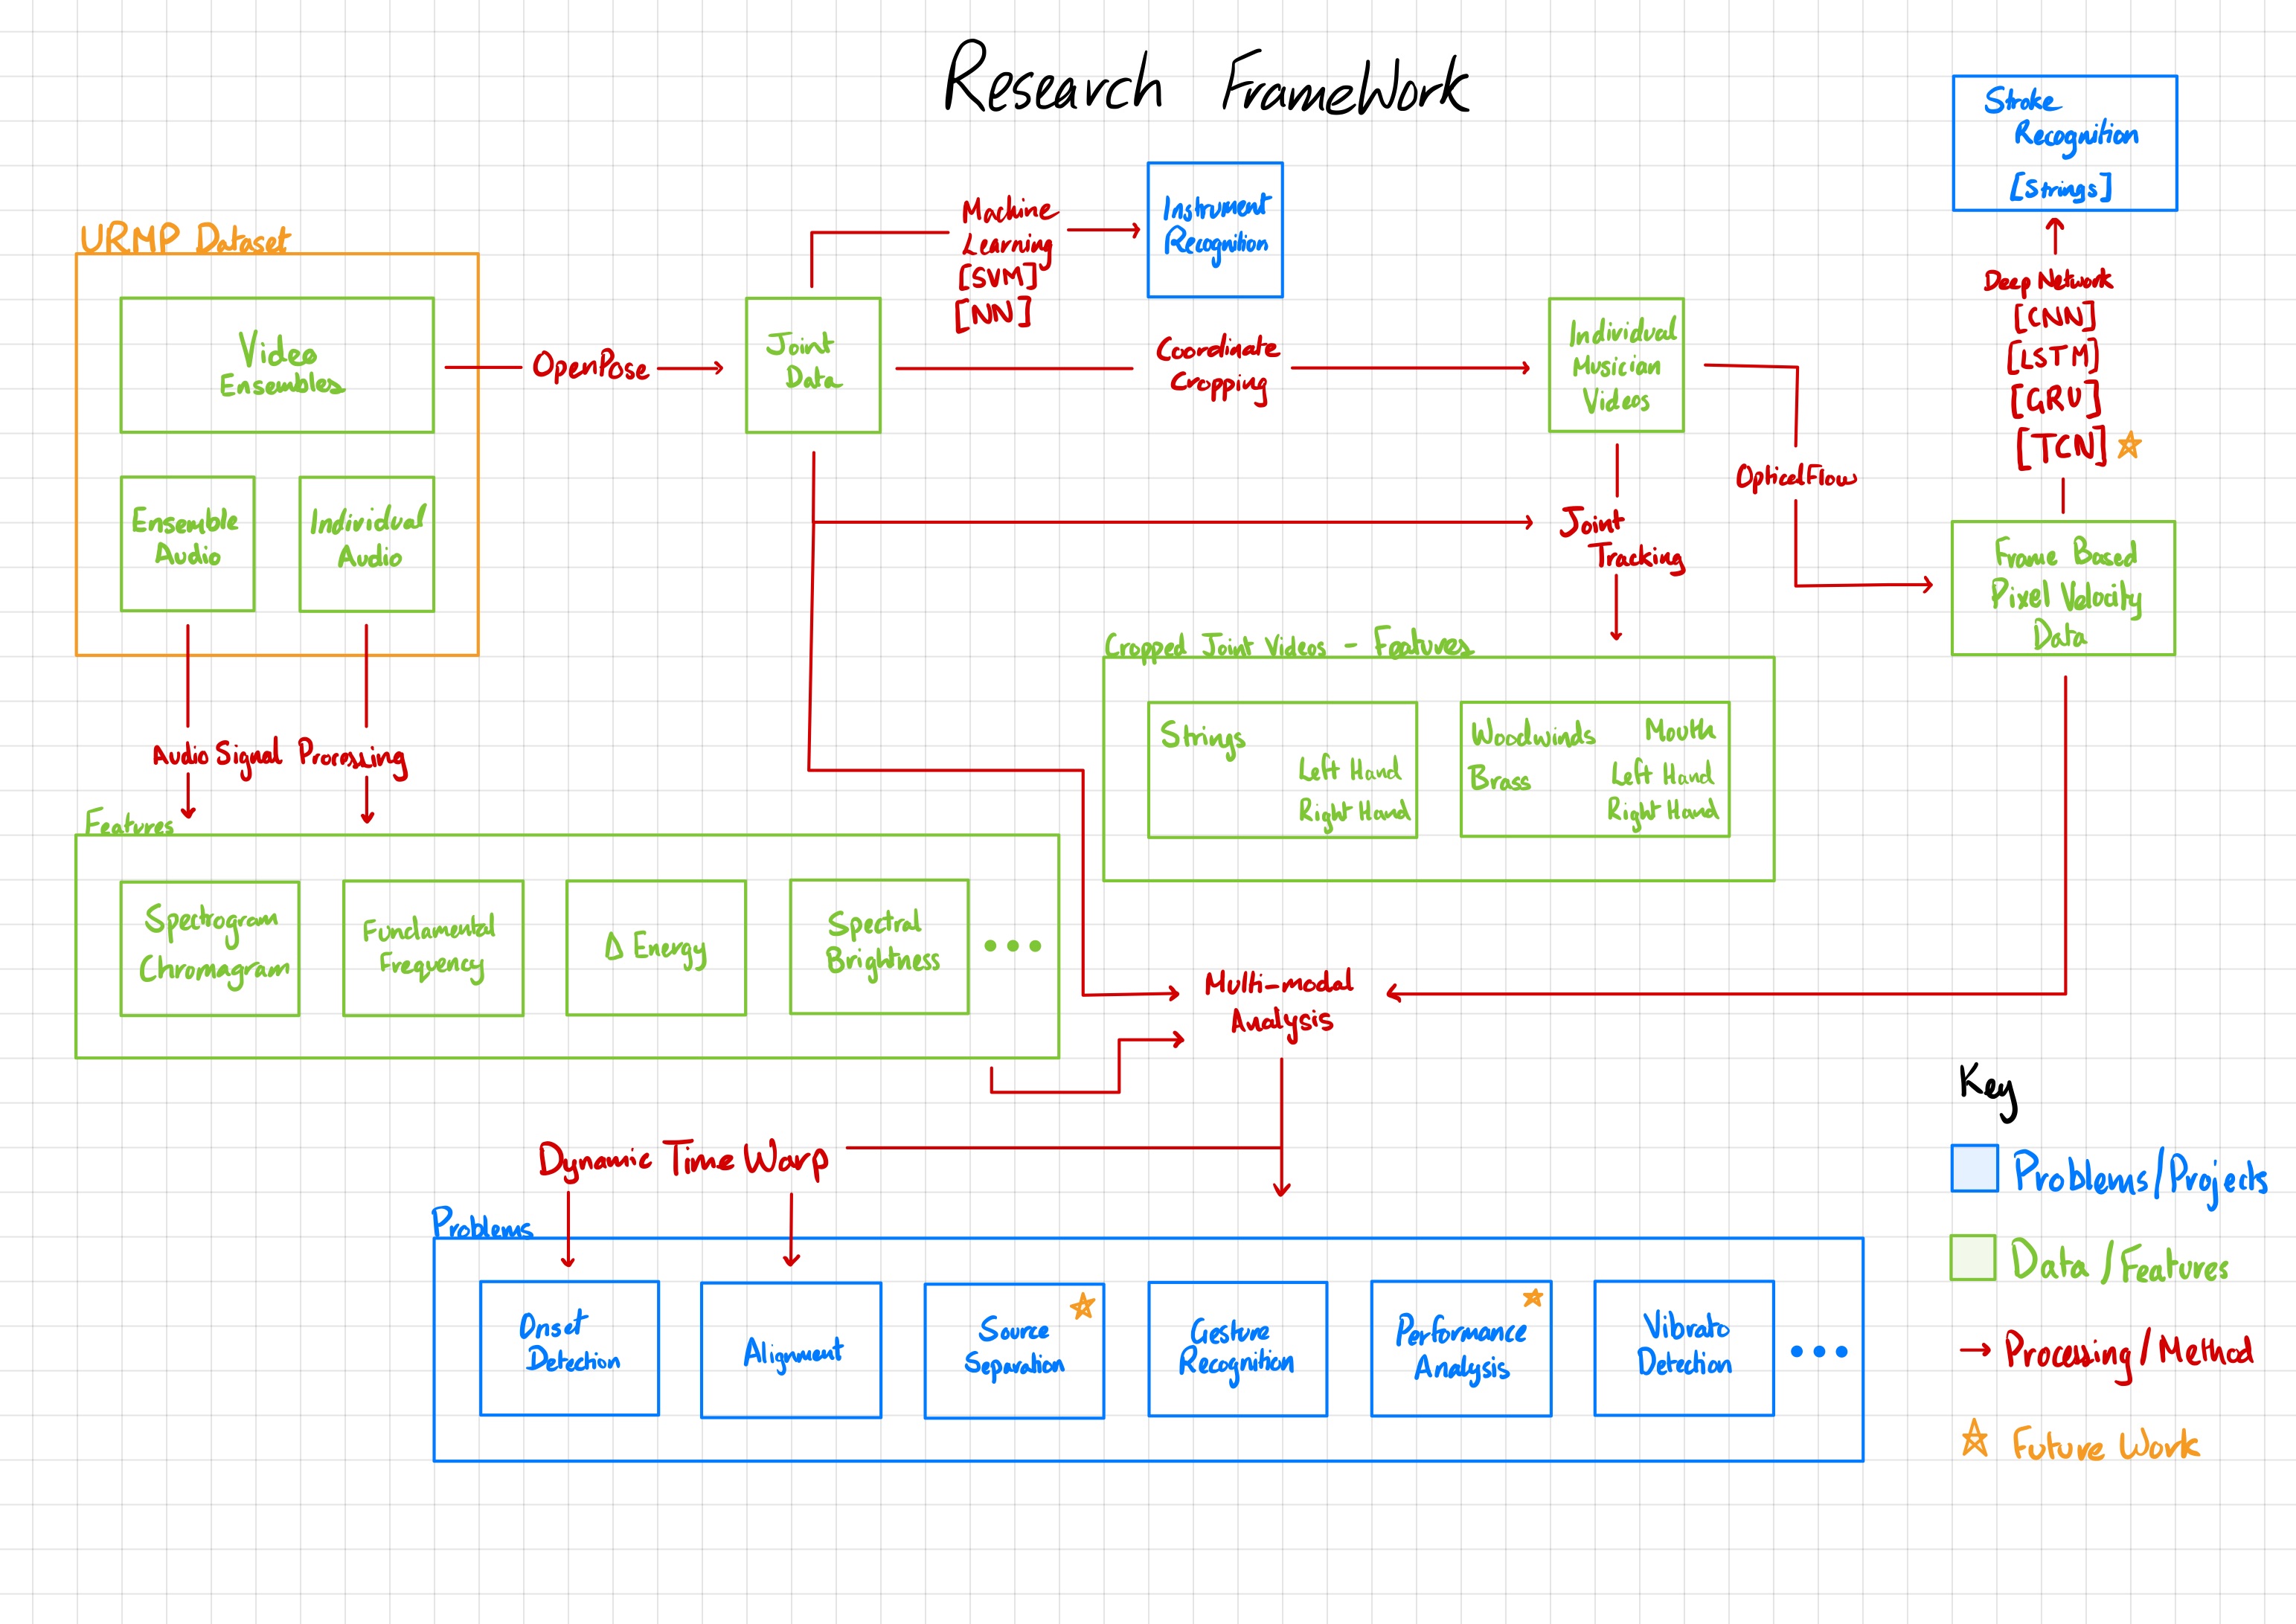 Research FrameWork
Stroke
Recognition
[Strings]
URMP Dataset
Video
Ensembles
Ensemble
Audio
Individual
Audio
OpenPose
Joint
Data
Machine
Learning
[SVM]
[NN]
Instrument
Recognition
Coordinate
Cropping
Individual
Musician
Videos
Optical Flow
Deep Network
[CNN]
[LSTM]
[GRU]
[TCN]
Frame Based
Pixel Velocity
Data
Joint
Tracking
Cropped Joint Videos - Features
Strings
Left Hand
Right Hand
Woodwinds
Brass
Mouth
Left Hand
Right Hand
Audio Signal Processing
Features
Spectrogram
Chromagram
Fundamental
Frequency
Δ Energy
Spectral
Brightness
Multi-modal
Analysis
Dynamic Time Warp
Problems
Onset
Detection
Alignment
Source
Separation
Gesture
Recognition
Performance
Analysis
Vibrato
Detection
Key
Problems/Projects
Data/Features
Processing/Method
Future Work